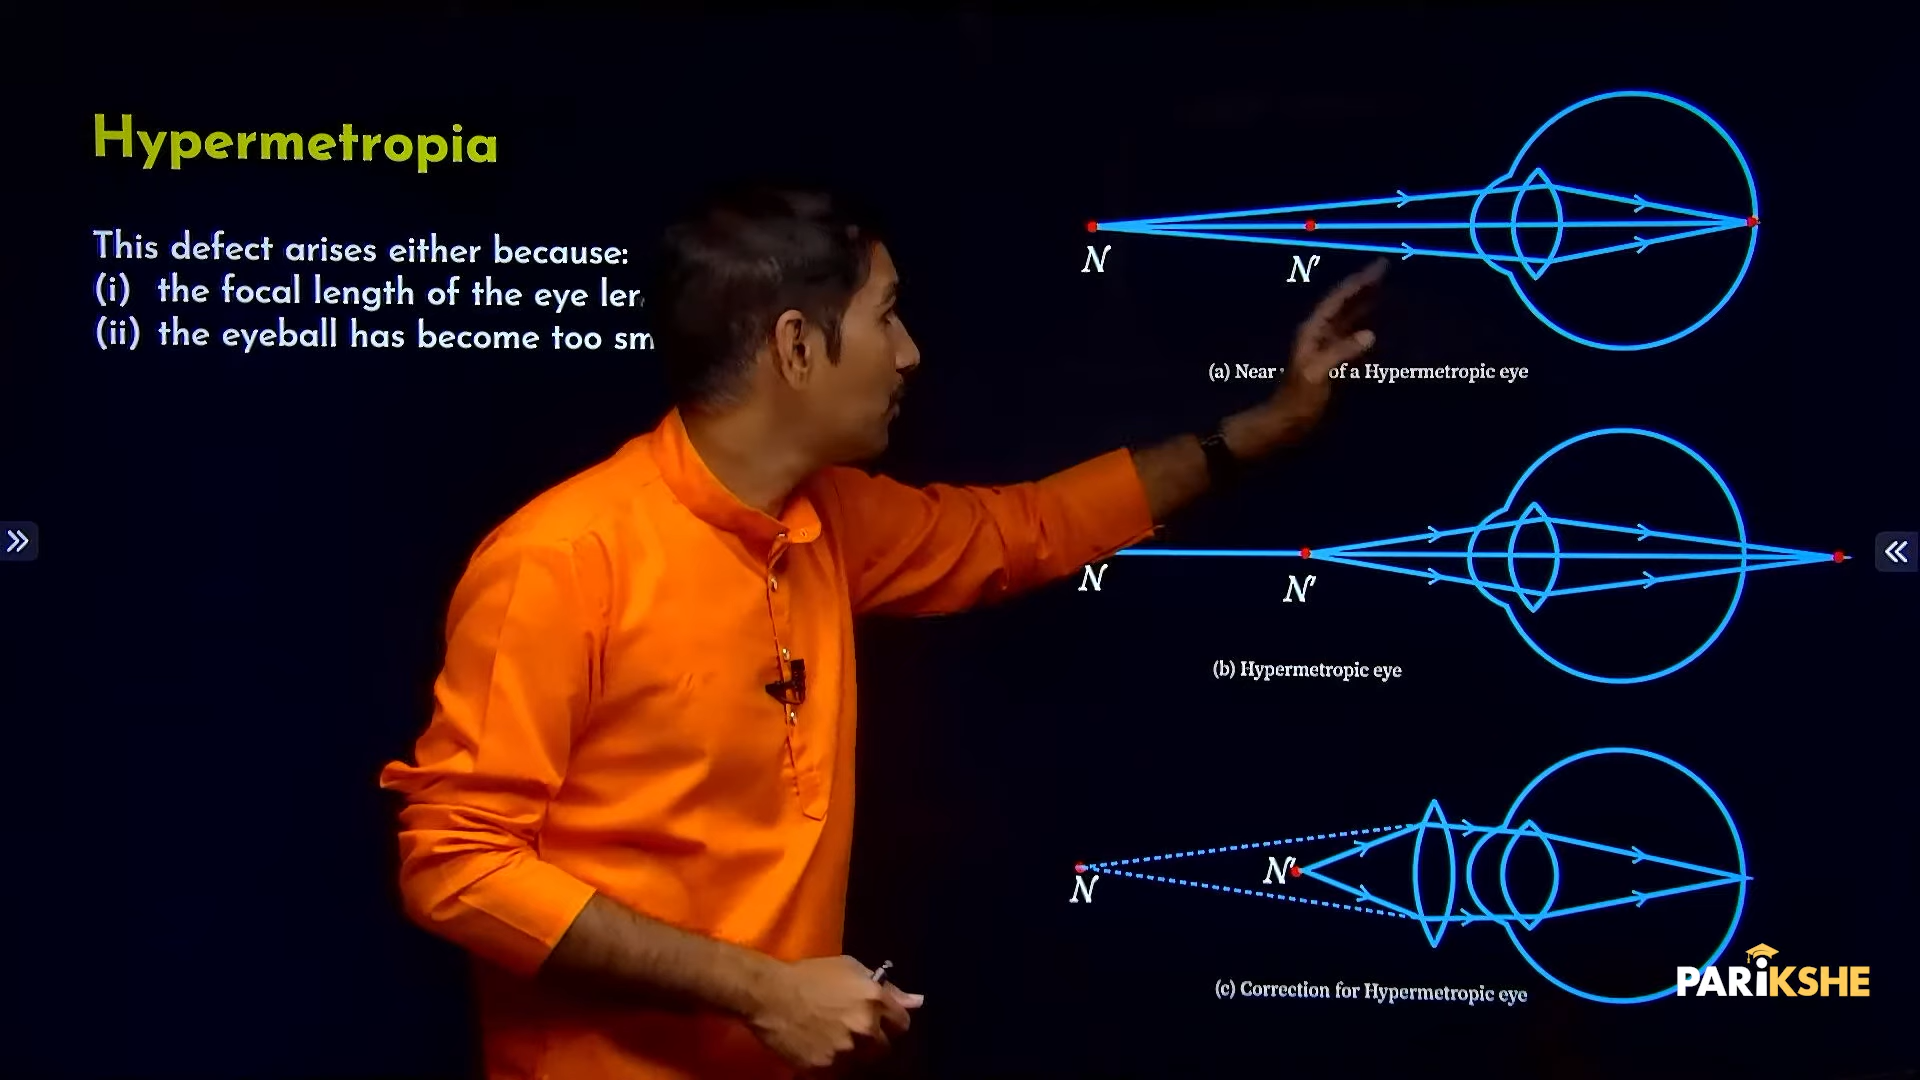 Hypermetropia
This defect arises either because:
(i) the focal length of the eye
(ii) the eyeball has become too
N
N'
(a) Near of a Hypermetropic eye
N
N'
(b) Hypermetropic eye
N
N'
(c) Correction for Hypermetropic eye
PARiKSHE